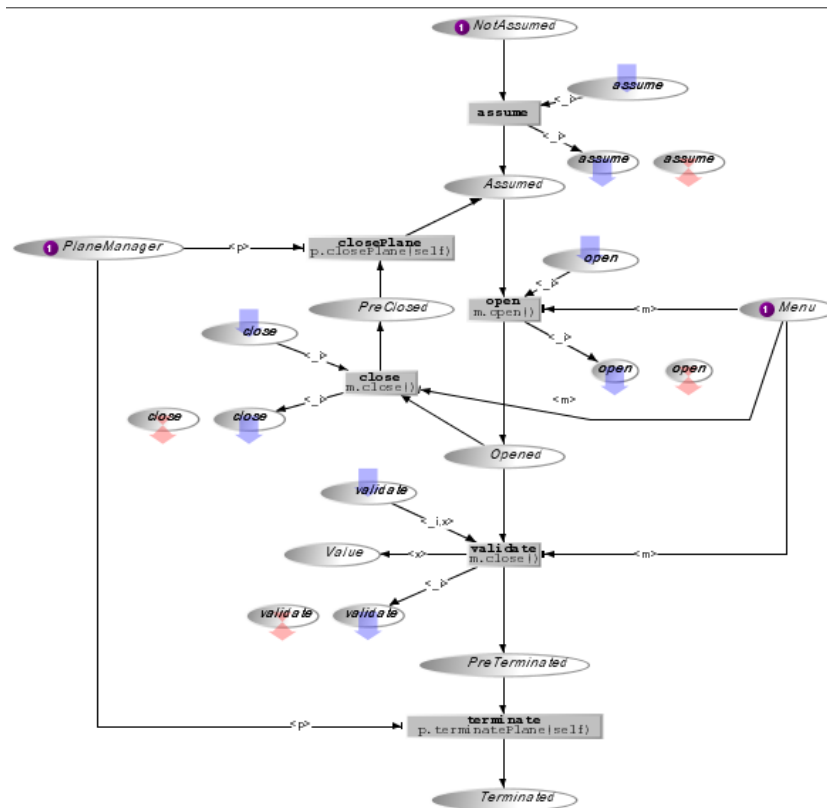 1 NotAssumed
assume
<_i>
assume
<_i>
assume
assume
Assumed
1 PlaneManager
<p>
closePlane
p.closePlane(self)
open
<_i>
PreClosed
open
m.open()
<m>
1 Menu
close
<_i>
<_i>
open
open
close
m.close()
<_i>
<m>
close
close
Opened
validate
<_i,x>
Value
<x>
validate
m.close()
<m>
<_i>
validate
validate
PreTerminated
<p>
terminate
p.terminatePlane(self)
Terminated